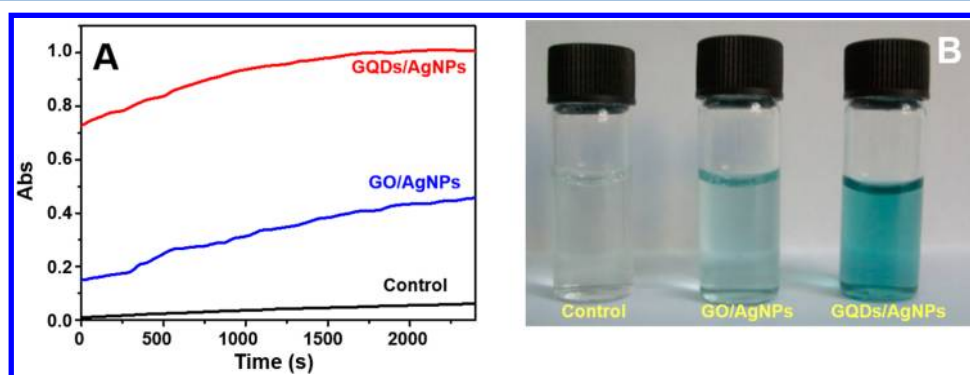 A
1.0
0.8
0.6
0.4
0.2
0.0
Abs
GQDs/AgNPs
GO/AgNPs
Control
0
500
1000
1500
2000
Time (s)
B
Control
GO/AgNPs
GQDs/AgNPs